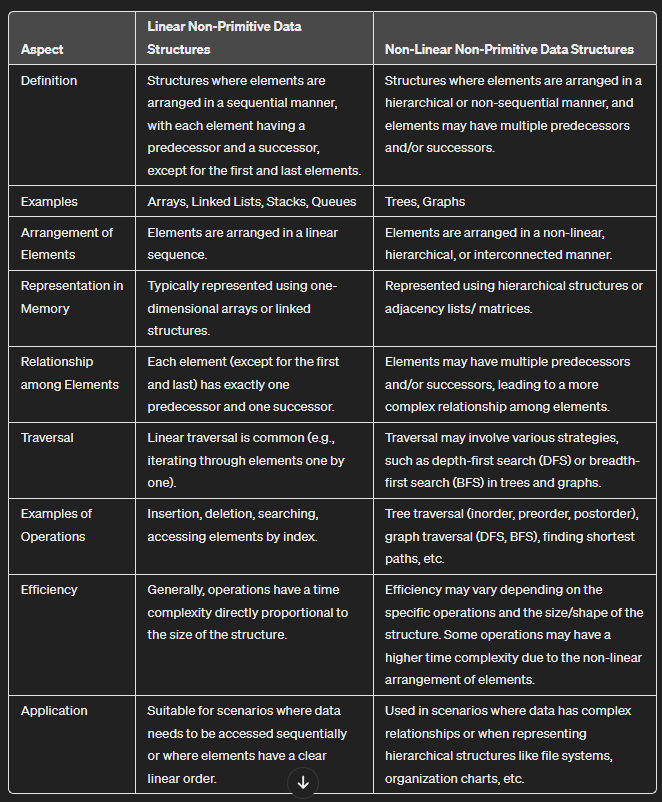 Aspect
Linear Non-Primitive Data
Structures
Non-Linear Non-Primitive Data Structures
Definition
Structures where elements are
arranged in a sequential manner,
with each element having a
predecessor and a successor,
except for the first and last elements.
Structures where elements are arranged in a
hierarchical or non-sequential manner, and
elements may have multiple predecessors
and/or successors.
Examples
Arrays, Linked Lists, Stacks, Queues
Trees, Graphs
Arrangement of
Elements
Elements are arranged in a linear
sequence.
Elements are arranged in a non-linear,
hierarchical, or interconnected manner.
Representation in
Memory
Typically represented using one-
dimensional arrays or linked
structures.
Represented using hierarchical structures or
adjacency lists/ matrices.
Relationship
among Elements
Each element (except for the first
and last) has exactly one
predecessor and one successor.
Elements may have multiple predecessors
and/or successors, leading to a more
complex relationship among elements.
Traversal
Linear traversal is common (e.g.,
iterating through elements one by
one).
Traversal may involve various strategies,
such as depth-first search (DFS) or breadth-
first search (BFS) in trees and graphs.
Examples of
Operations
Insertion, deletion, searching,
accessing elements by index.
Tree traversal (inorder, preorder, postorder),
graph traversal (DFS, BFS), finding shortest
paths, etc.
Efficiency
Generally, operations have a time
complexity directly proportional to
the size of the structure.
Efficiency may vary depending on the
specific operations and the size/shape of the
structure. Some operations may have a
higher time complexity due to the non-linear
arrangement of elements.
Application
Suitable for scenarios where data
needs to be accessed sequentially
or where elements have a clear
linear order.
Used in scenarios where data has complex
relationships or when representing
hierarchical structures like file systems,
organization charts, etc.